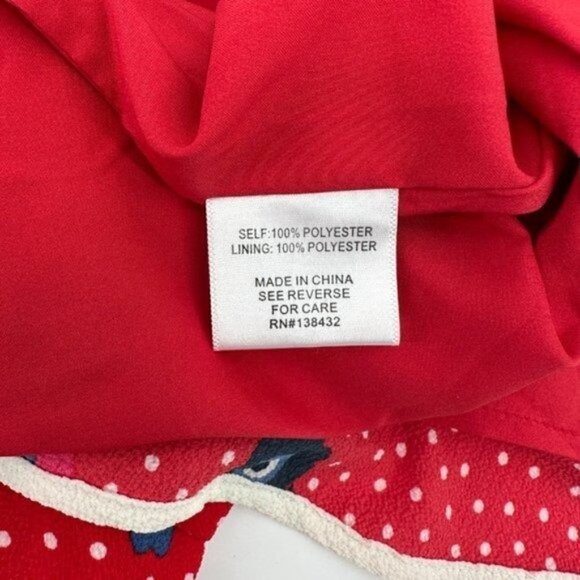 SELF:100% POLYESTER
LINING: 100% POLYESTER
MADE IN CHINA
SEE REVERSE
FOR CARE
RN#138432